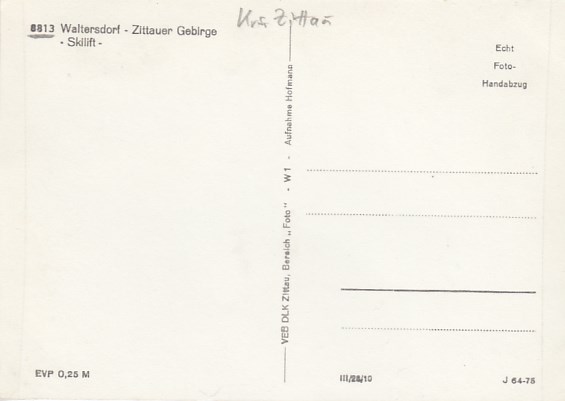 Krs. Zittau
8813 Waltersdorf - Zittauer Gebirge
- Skilift -
Echt
Foto-
Handabzug
VEB DLK Zittau, Bereich „Foto" - W 1 - Aufnahme Hofmann
EVP 0,25 M
III/28/10
J 64-75